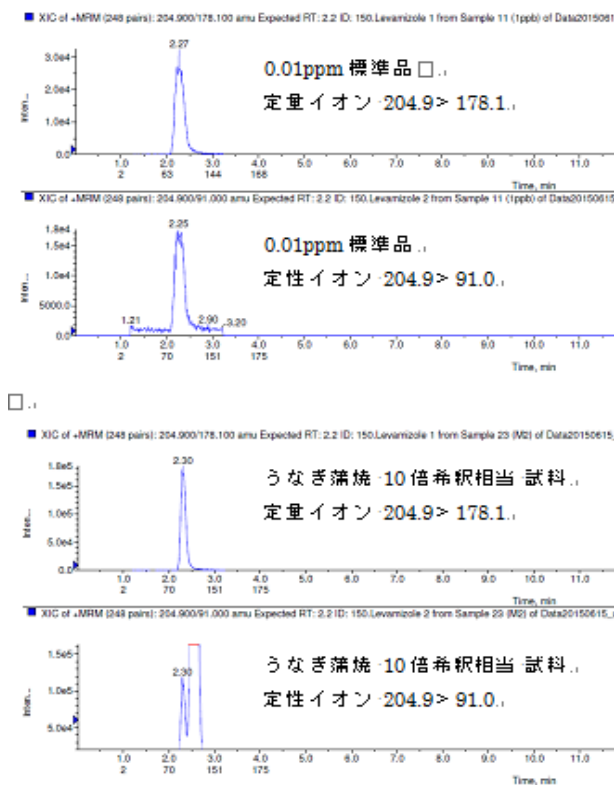 XIC of +MRM (248 pairs): 204.900/178.100 amu Expected RT: 2.2 ID: 150.Levamizole 1 from Sample 11 (1ppb) of Data201506
2.27
3.0e4
2.0e4
1.0e4
0.0
Inten...
0.01ppm 標準品
定量イオン 204.9> 178.1
1.0 2.0 3.0 4.0 5.0 6.0 7.0 8.0 9.0 10.0 11.0
2 63 144 168
Time, min
XIC of +MRM (248 pairs): 204.900/91.000 amu Expected RT: 2.2 ID: 150.Levamizole 2 from Sample 11 (1ppb) of Data2015061
2.25
1.8e4
1.5e4
1.0e4
5000.0
0.0
Inten...
1.21 2.90 3.20
0.01ppm 標準品
定性イオン 204.9> 91.0
1.0 2.0 3.0 4.0 5.0 6.0 7.0 8.0 9.0 10.0 11.0
2 70 151 175
Time, min
XIC of +MRM (248 pairs): 204.900/178.100 amu Expected RT: 2.2 ID: 150.Levamizole 1 from Sample 23 (M2) of Data20150615_
2.30
1.8e5
1.5e5
1.0e5
5.0e4
0.0
Inten...
うなぎ蒲焼 10倍希釈相当 試料
定量イオン 204.9> 178.1
1.0 2.0 3.0 4.0 5.0 6.0 7.0 8.0 9.0 10.0 11.0
2 70 151 175
Time, min
XIC of +MRM (248 pairs): 204.900/91.000 amu Expected RT: 2.2 ID: 150.Levamizole 2 from Sample 23 (M2) of Data20150615_
2.30
1.5e5
1.0e5
5.0e4
Inten...
うなぎ蒲焼 10倍希釈相当 試料
定性イオン 204.9> 91.0
1.0 2.0 3.0 4.0 5.0 6.0 7.0 8.0 9.0 10.0 11.0
2 70 151 175
Time, min